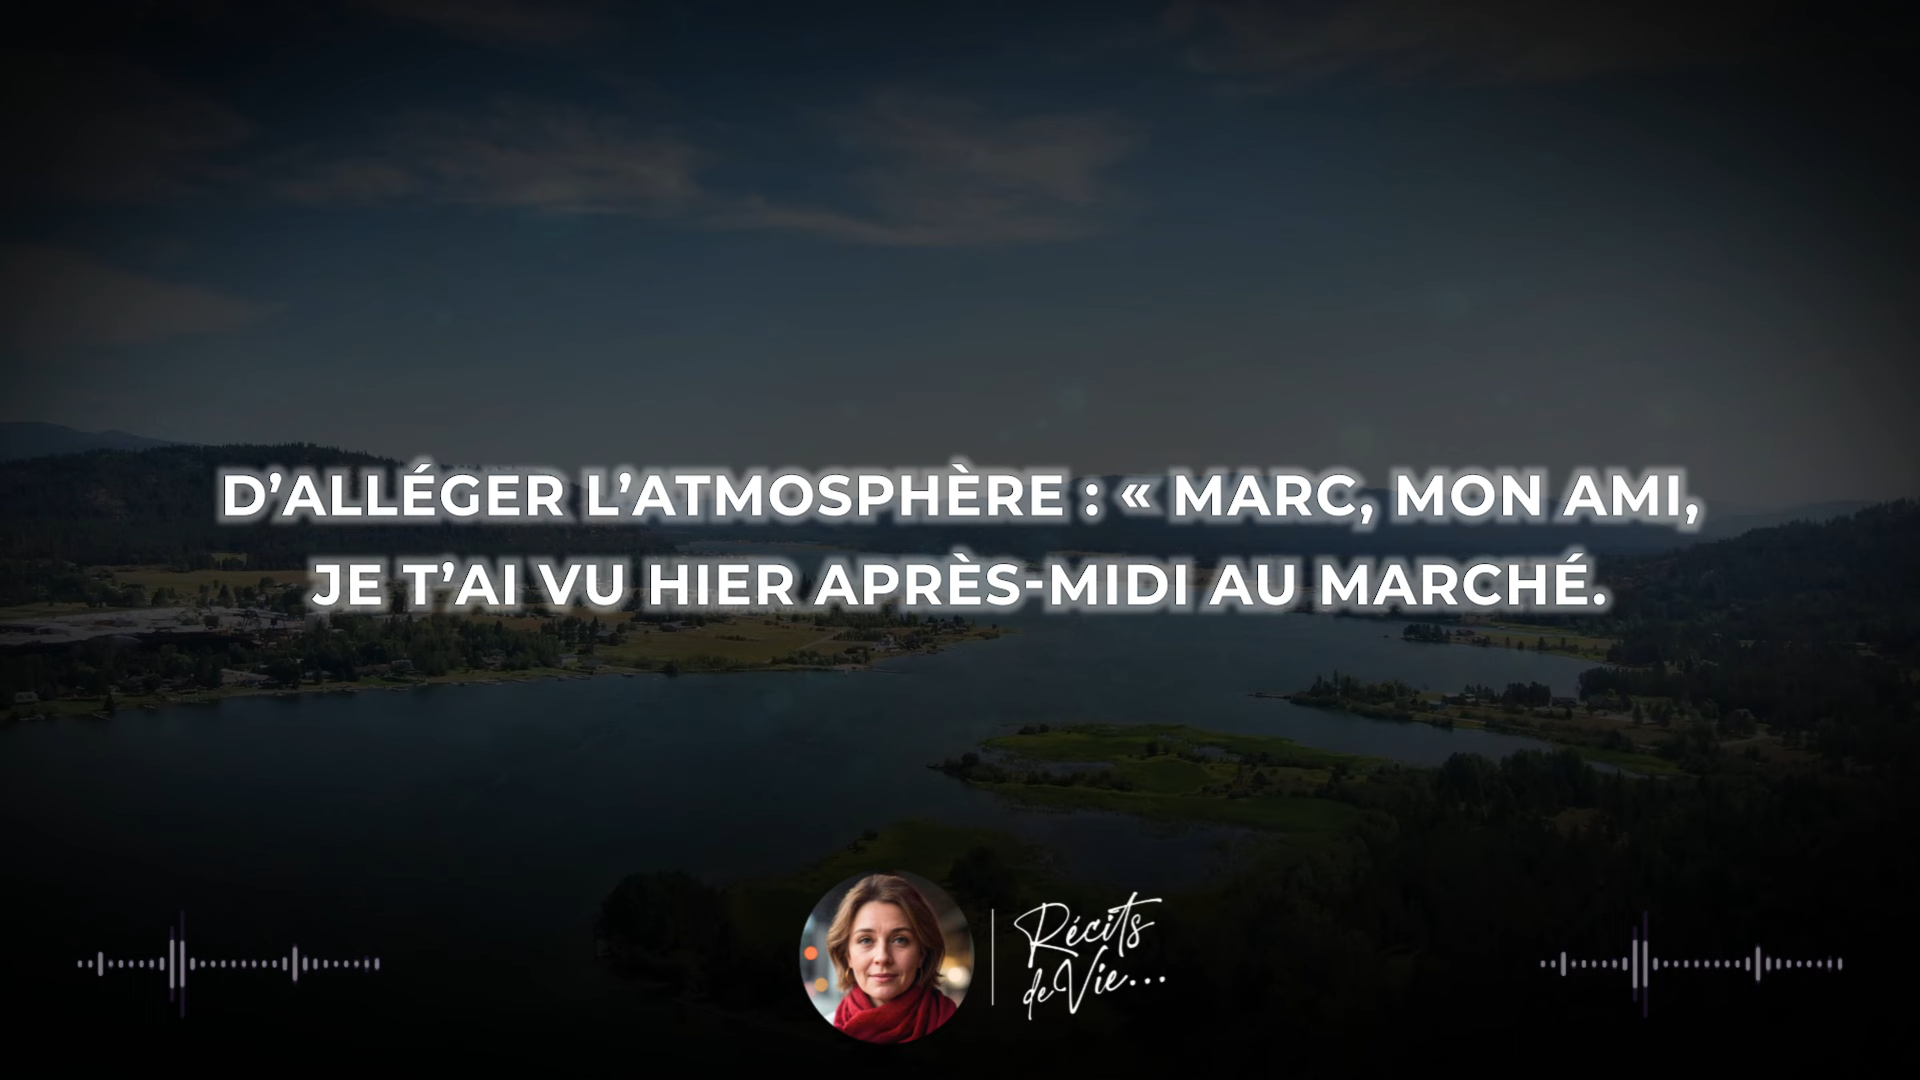 D’ALLÉGER L’ATMOSPHÈRE : « MARC, MON AMI,
JE T’AI VU HIER APRÈS-MIDI AU MARCHÉ.
Récits
de Vie...